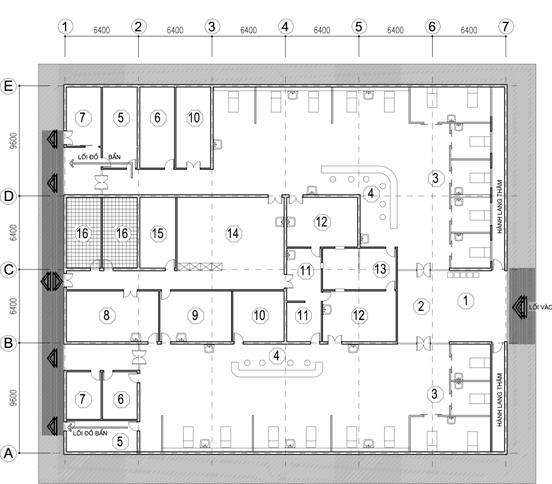 1 2 3 4 5 6 7
6400 6400 6400 6400 6400 6400
E
7 5 6 10
9600
LỐI ĐỒ BẨN
3
4
HÀNH LANG THĂM
D
12
16 16 15 14
6400
11 13
C
1
2
LỐI VÀO
6400
8 9 10 11 12
B
4
7 6
3
HÀNH LANG THĂM
9600
LỐI ĐỒ BẨN
5
A